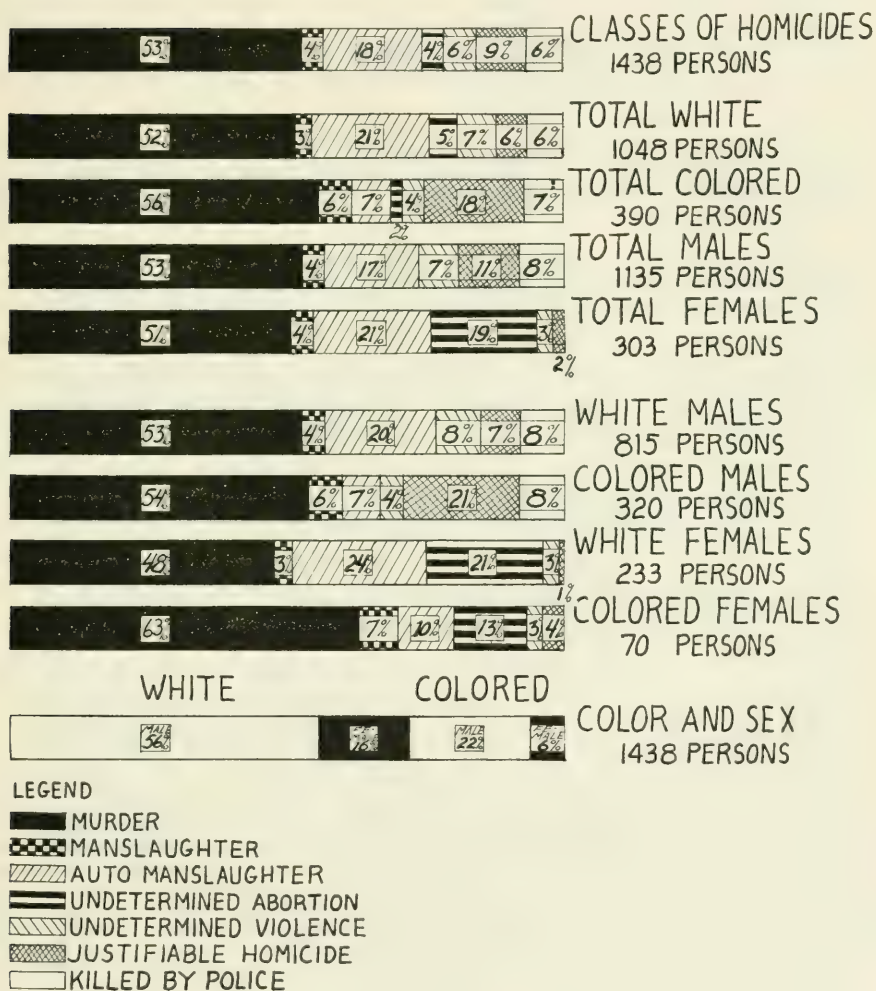 53% 4% 18% 4% 6% 9% 6% CLASSES OF HOMICIDES
1438 PERSONS
52% 3% 21% 5% 7% 6% 6% TOTAL WHITE
1048 PERSONS
56% 6% 7% 4% 18% 7% TOTAL COLORED
2% 390 PERSONS
53% 4% 17% 7% 11% 8% TOTAL MALES
1135 PERSONS
51% 4% 21% 19% 3% TOTAL FEMALES
2% 303 PERSONS
53% 4% 20% 8% 7% 8% WHITE MALES
815 PERSONS
54% 6% 7% 4% 21% 8% COLORED MALES
320 PERSONS
48% 3% 24% 21% 3% WHITE FEMALES
1% 233 PERSONS
63% 7% 10% 13% 3% 4% COLORED FEMALES
70 PERSONS
WHITE COLORED
MALE 56% FE-MALE 16% MALE 22% FE-MALE 6% COLOR AND SEX
1438 PERSONS
LEGEND
MURDER
MANSLAUGHTER
AUTO MANSLAUGHTER
UNDETERMINED ABORTION
UNDETERMINED VIOLENCE
JUSTIFIABLE HOMICIDE
KILLED BY POLICE